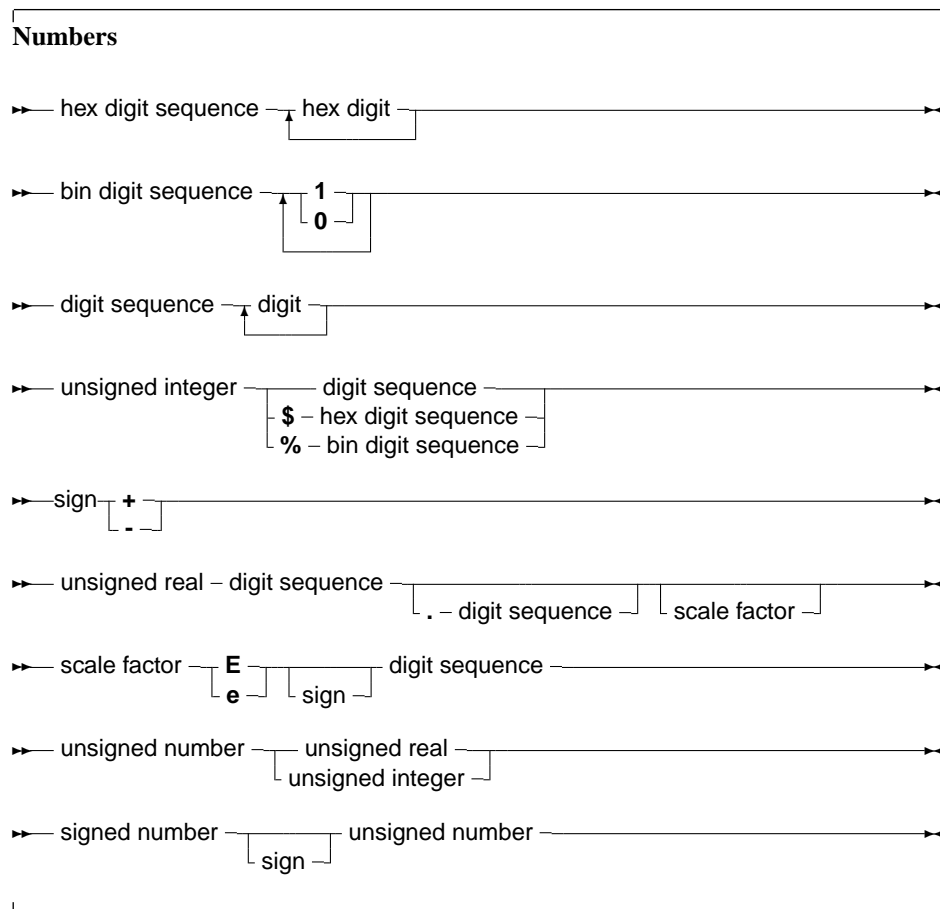 Numbers
hex digit sequence hex digit
bin digit sequence 1
0
digit sequence digit
unsigned integer digit sequence
$ hex digit sequence
% bin digit sequence
sign +
-
unsigned real digit sequence
. digit sequence scale factor
scale factor E digit sequence
e sign
unsigned number unsigned real
unsigned integer
signed number unsigned number
sign